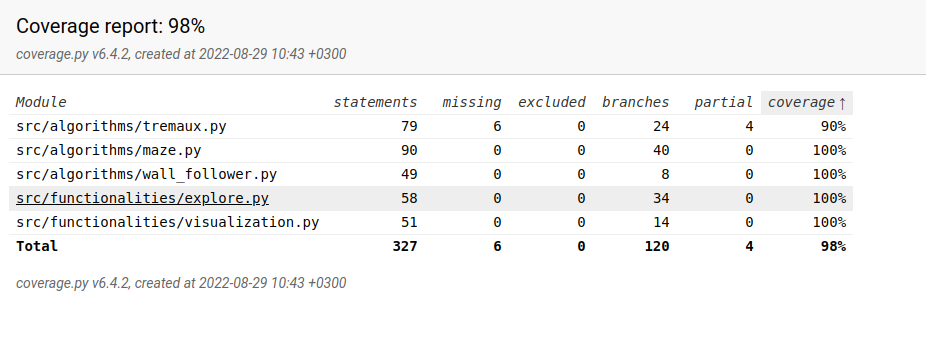 Coverage report: 98%
coverage.py v6.4.2, created at 2022-08-29 10:43 +0300
Module statements missing excluded branches partial coverage ↑
src/algorithms/tremaux.py 79 6 0 24 4 90%
src/algorithms/maze.py 90 0 0 40 0 100%
src/algorithms/wall_follower.py 49 0 0 8 0 100%
src/functionalities/explore.py 58 0 0 34 0 100%
src/functionalities/visualization.py 51 0 0 14 0 100%
Total 327 6 0 120 4 98%
coverage.py v6.4.2, created at 2022-08-29 10:43 +0300